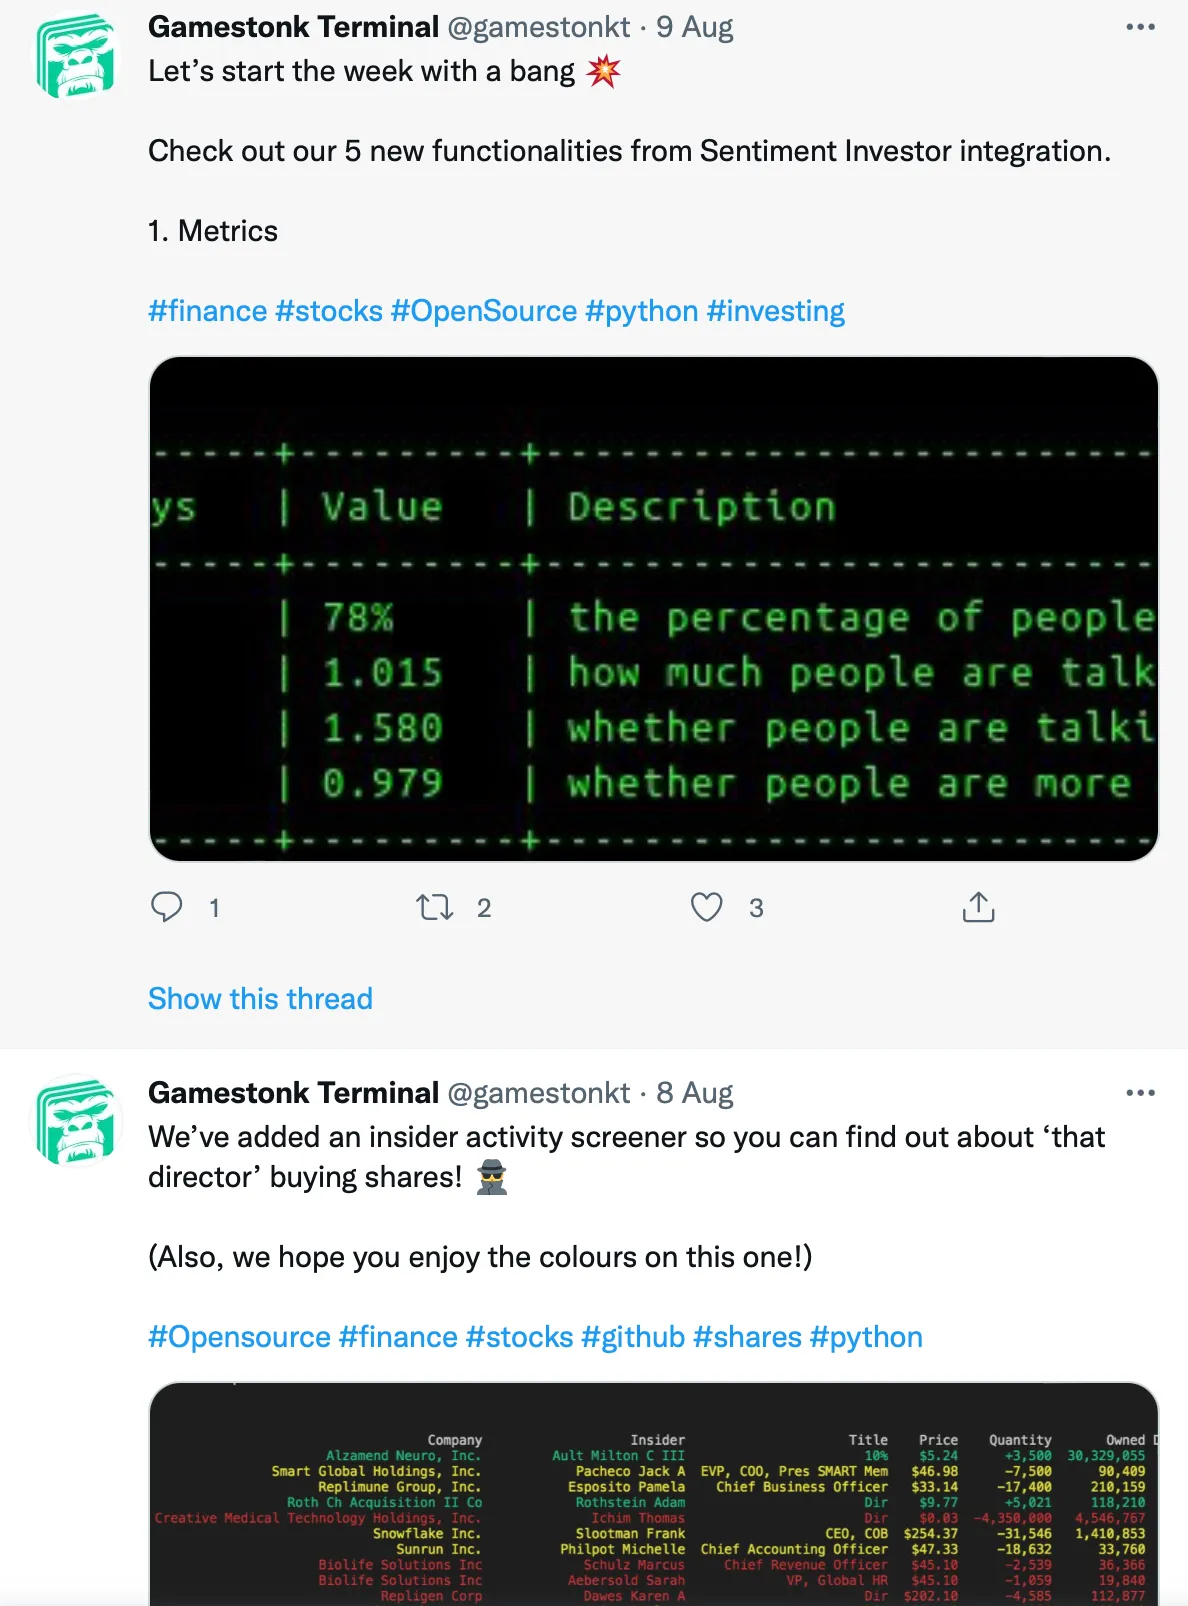 Gamestonk Terminal @gamestonkt · 9 Aug
Let’s start the week with a bang 💥
Check out our 5 new functionalities from Sentiment Investor integration.
1. Metrics
#finance #stocks #OpenSource #python #investing
ys | Value | Description
| 78% | the percentage of people
| 1.015 | how much people are talk
| 1.580 | whether people are talki
| 0.979 | whether people are more
1 2 3
Show this thread
Gamestonk Terminal @gamestonkt · 8 Aug
We’ve added an insider activity screener so you can find out about ‘that
director’ buying shares!
(Also, we hope you enjoy the colours on this one!)
#Opensource #finance #stocks #github #shares #python
Company Insider Title Price Quantity Owned D
Alzamend Neuro, Inc. Ault Milton C III 10% $5.24 +3,500 30,329,055
Smart Global Holdings, Inc. Pacheco Jack A EVP, COO, Pres SMART Mem $46.98 -7,500 90,409
Replimune Group, Inc. Esposito Pamela Chief Business Officer $33.14 -17,400 210,159
Roth Ch Acquisition II Co Rothstein Adam Dir $9.77 +5,021 118,210
Creative Medical Technology Holdings, Inc. Ichim Thomas Dir $0.03 -4,350,000 4,546,767
Snowflake Inc. Slootman Frank CEO, COB $254.37 -31,546 1,410,853
Sunrun Inc. Philpot Michelle Chief Accounting Officer $47.33 -18,632 33,760
Biolife Solutions Inc Schulz Marcus Chief Revenue Officer $45.10 -2,539 36,366
Biolife Solutions Inc Aebersold Sarah VP, Global HR $45.10 -1,059 19,840
Repligen Corp Dawes Karen A Dir $202.10 -4,585 112,877